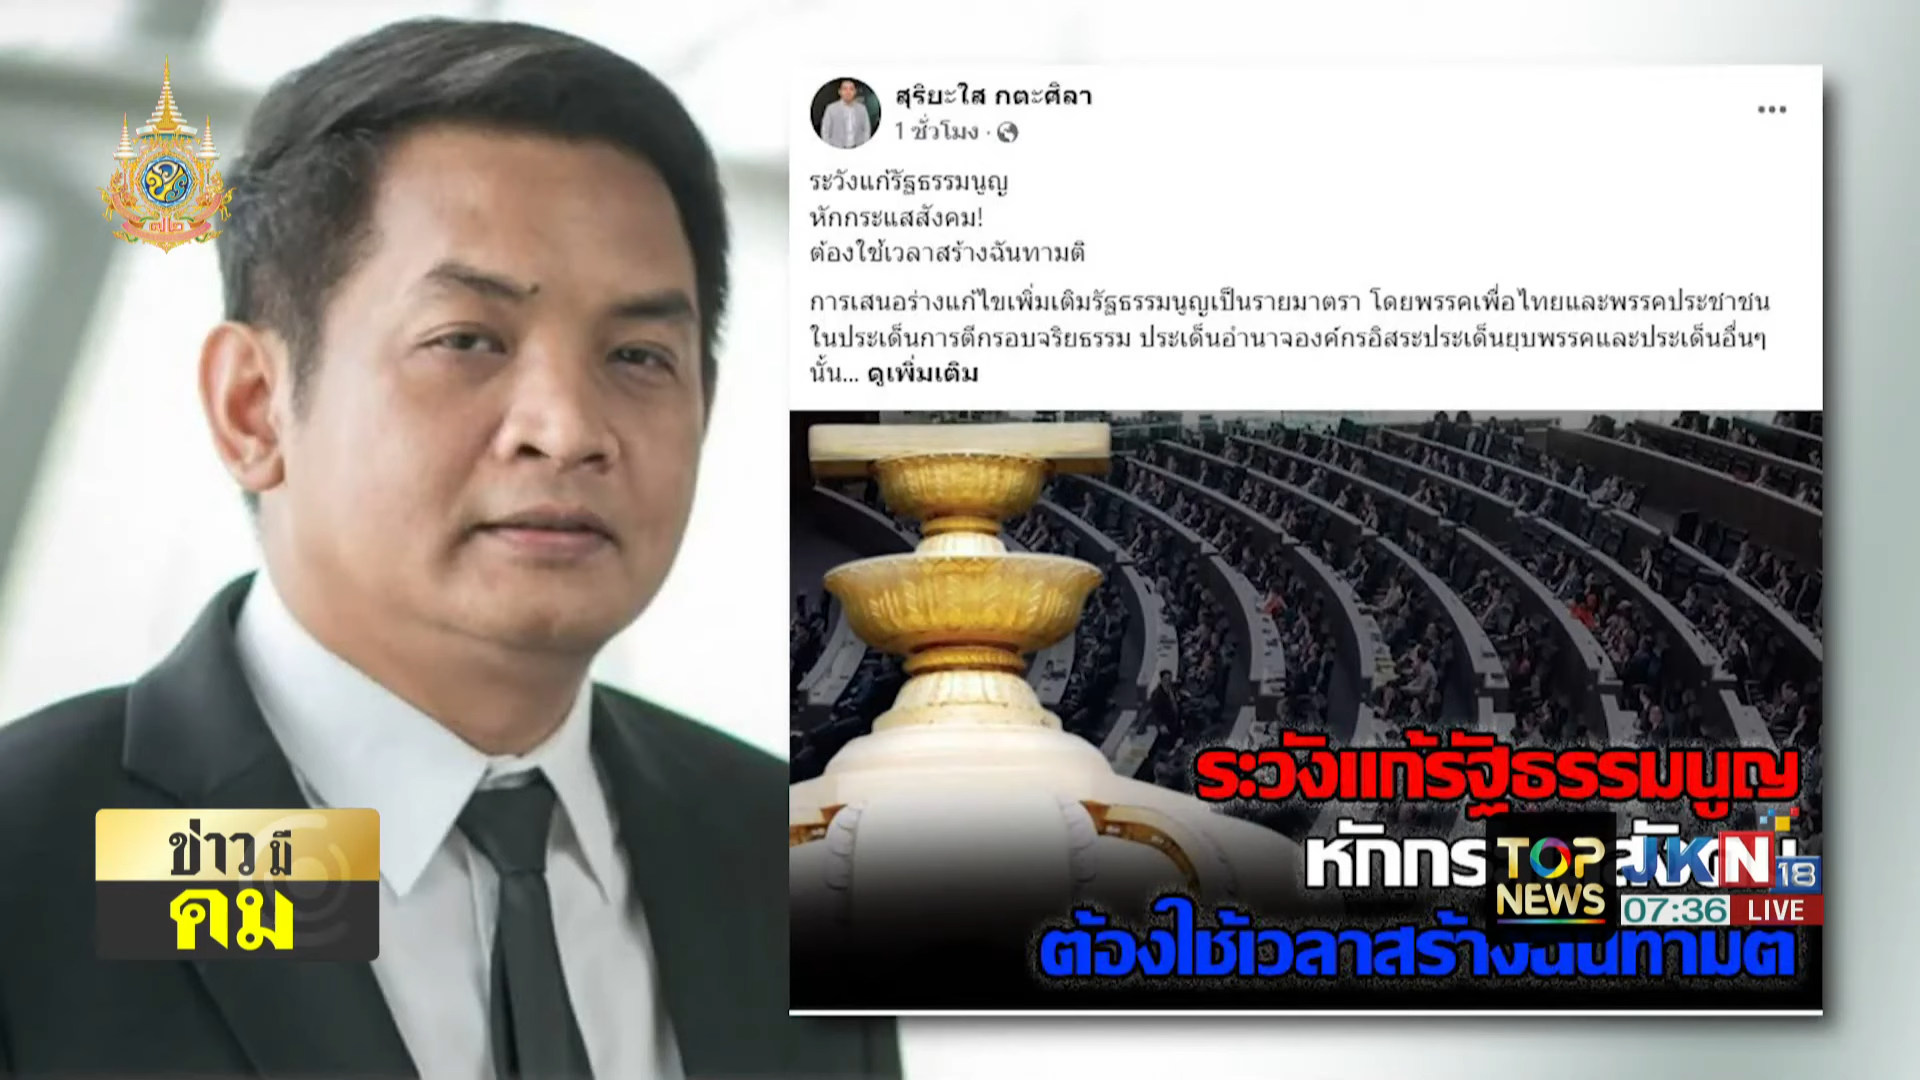 สุริยะใส กตะศิลา
1 ชั่วโมง ·
ระวังแก้รัฐธรรมนูญ
หักกระแสสังคม!
ต้องใช้เวลาสร้างฉันทามติ
การเสนอร่างแก้ไขเพิ่มเติมรัฐธรรมนูญเป็นรายมาตรา โดยพรรคเพื่อไทยและพรรคประชาชน
ในประเด็นการตีกรอบจริยธรรม ประเด็นอำนาจองค์กรอิสระประเด็นยุบพรรคและประเด็นอื่นๆ
นั้น... ดูเพิ่มเติม
ระวังแก้รัฐธรรมนูญ
หักกร
ต้องใช้เวลาสร้างฉันทามติ
ข่าวมี
คม
TOP
NEWS
JKN
18
07:36
LIVE
๗๒